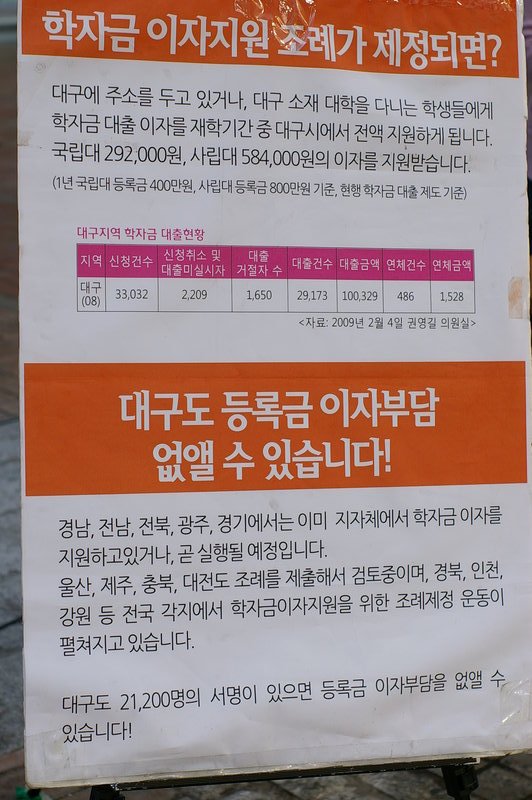 학자금 이자지원 조례가 제정되면?
대구에 주소를 두고 있거나, 대구 소재 대학을 다니는 학생들에게
학자금 대출 이자를 재학기간 중 대구시에서 전액 지원하게 됩니다.
국립대 292,000원, 사립대 584,000원의 이자를 지원받습니다.
(1년 국립대 등록금 400만원, 사립대 등록금 800만원 기준, 현행 학자금 대출 제도 기준)
대구지역 학자금 대출현황
지역 신청건수 신청취소 및 대출미실시자 대출 거절자 수 대출건수 대출금액 연체건수 연체금액
대구 (08) 33,032 2,209 1,650 29,173 100,329 486 1,528
<자료: 2009년 2월 4일 권영길 의원실>
대구도 등록금 이자부담
없앨 수 있습니다!
경남, 전남, 전북, 광주, 경기에서는 이미 지자체에서 학자금 이자를
지원하고있거나, 곧 실행될 예정입니다.
울산, 제주, 충북, 대전도 조례를 제출해서 검토중이며, 경북, 인천,
강원 등 전국 각지에서 학자금이자지원을 위한 조례제정 운동이
펼쳐지고 있습니다.
대구도 21,200명의 서명이 있으면 등록금 이자부담을 없앨 수
있습니다!